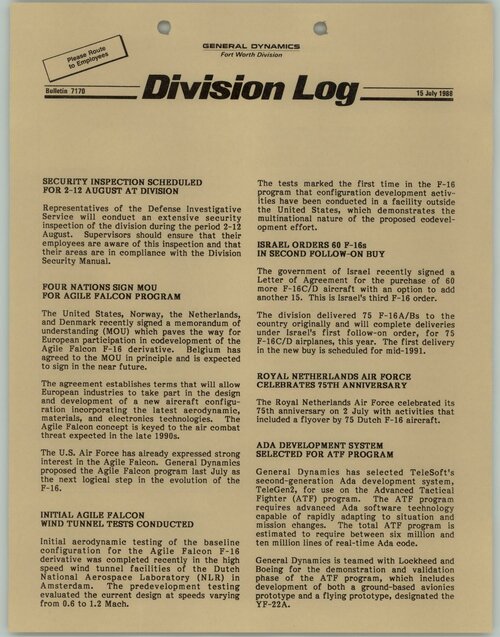 Please Route
to Employees
GENERAL DYNAMICS
Fort Worth Division
Bulletin 7170
Division Log
15 July 1988
SECURITY INSPECTION SCHEDULED
FOR 2-12 AUGUST AT DIVISION
Representatives of the Defense Investigative
Service will conduct an extensive security
inspection of the division during the period 2-12
August. Supervisors should ensure that their
employees are aware of this inspection and that
their areas are in compliance with the Division
Security Manual.
FOUR NATIONS SIGN MOU
FOR AGILE FALCON PROGRAM
The United States, Norway, the Netherlands,
and Denmark recently signed a memorandum of
understanding (MOU) which paves the way for
European participation in codevelopment of the
Agile Falcon F-16 derivative. Belgium has
agreed to the MOU in principle and is expected
to sign in the near future.
The agreement establishes terms that will allow
European industries to take part in the design
and development of a new aircraft configu-
ration incorporating the latest aerodynamic,
materials, and electronics technologies. The
Agile Falcon concept is keyed to the air combat
threat expected in the late 1990s.
The U.S. Air Force has already expressed strong
interest in the Agile Falcon. General Dynamics
proposed the Agile Falcon program last July as
the next logical step in the evolution of the
F-16.
INITIAL AGILE FALCON
WIND TUNNEL TESTS CONDUCTED
Initial aerodynamic testing of the baseline
configuration for the Agile Falcon F-16
derivative was completed recently in the high
speed wind tunnel facilities of the Dutch
National Aerospace Laboratory (NLR) in
Amsterdam. The predevelopment testing
evaluated the current design at speeds varying
from 0.6 to 1.2 Mach.
The tests marked the first time in the F-16
program that configuration development activ-
ities have been conducted in a facility outside
the United States, which demonstrates the
multinational nature of the proposed codevel-
opment effort.
ISRAEL ORDERS 60 F-16s
IN SECOND FOLLOW-ON BUY
The government of Israel recently signed a
Letter of Agreement for the purchase of 60
more F-16C/D aircraft with an option to add
another 15. This is Israel's third F-16 order.
The division delivered 75 F-16A/Bs to the
country originally and will complete deliveries
under Israel's first follow-on order, for 75
F-16C/D airplanes, this year. The first delivery
in the new buy is scheduled for mid-1991.
ROYAL NETHERLANDS AIR FORCE
CELEBRATES 75TH ANNIVERSARY
The Royal Netherlands Air Force celebrated its
75th anniversary on 2 July with activities that
included a flyover by 75 Dutch F-16 aircraft.
ADA DEVELOPMENT SYSTEM
SELECTED FOR ATF PROGRAM
General Dynamics has selected TeleSoft's
second-generation Ada development system,
TeleGen2, for use on the Advanced Tactical
Fighter (ATF) program. The ATF program
requires advanced Ada software technology
capable of rapidly adapting to situation and
mission changes. The total ATF program is
estimated to require between six million and
ten million lines of real-time Ada code.
General Dynamics is teamed with Lockheed and
Boeing for the demonstration and validation
phase of the ATF program, which includes
development of both a ground-based avionics
prototype and a flying prototype, designated the
YF-22A.